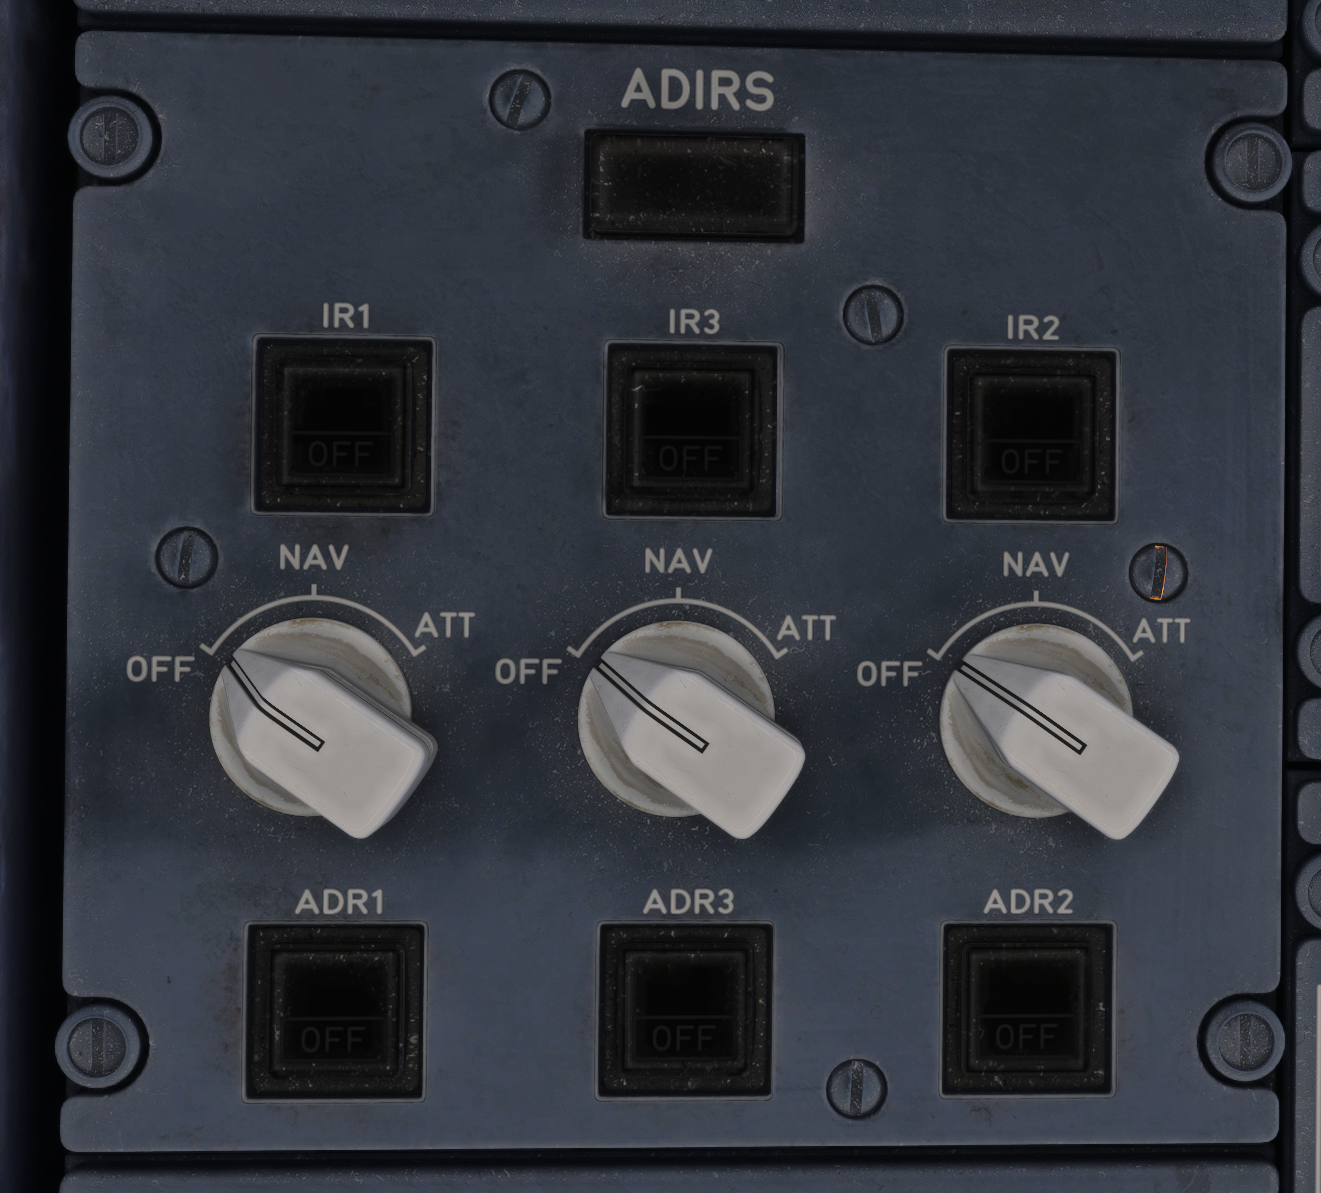 ADIRS
IR1 IR3 IR2
OFF OFF OFF
NAV NAV NAV
ATT ATT ATT
OFF OFF OFF
ADR1 ADR3 ADR2
OFF OFF OFF